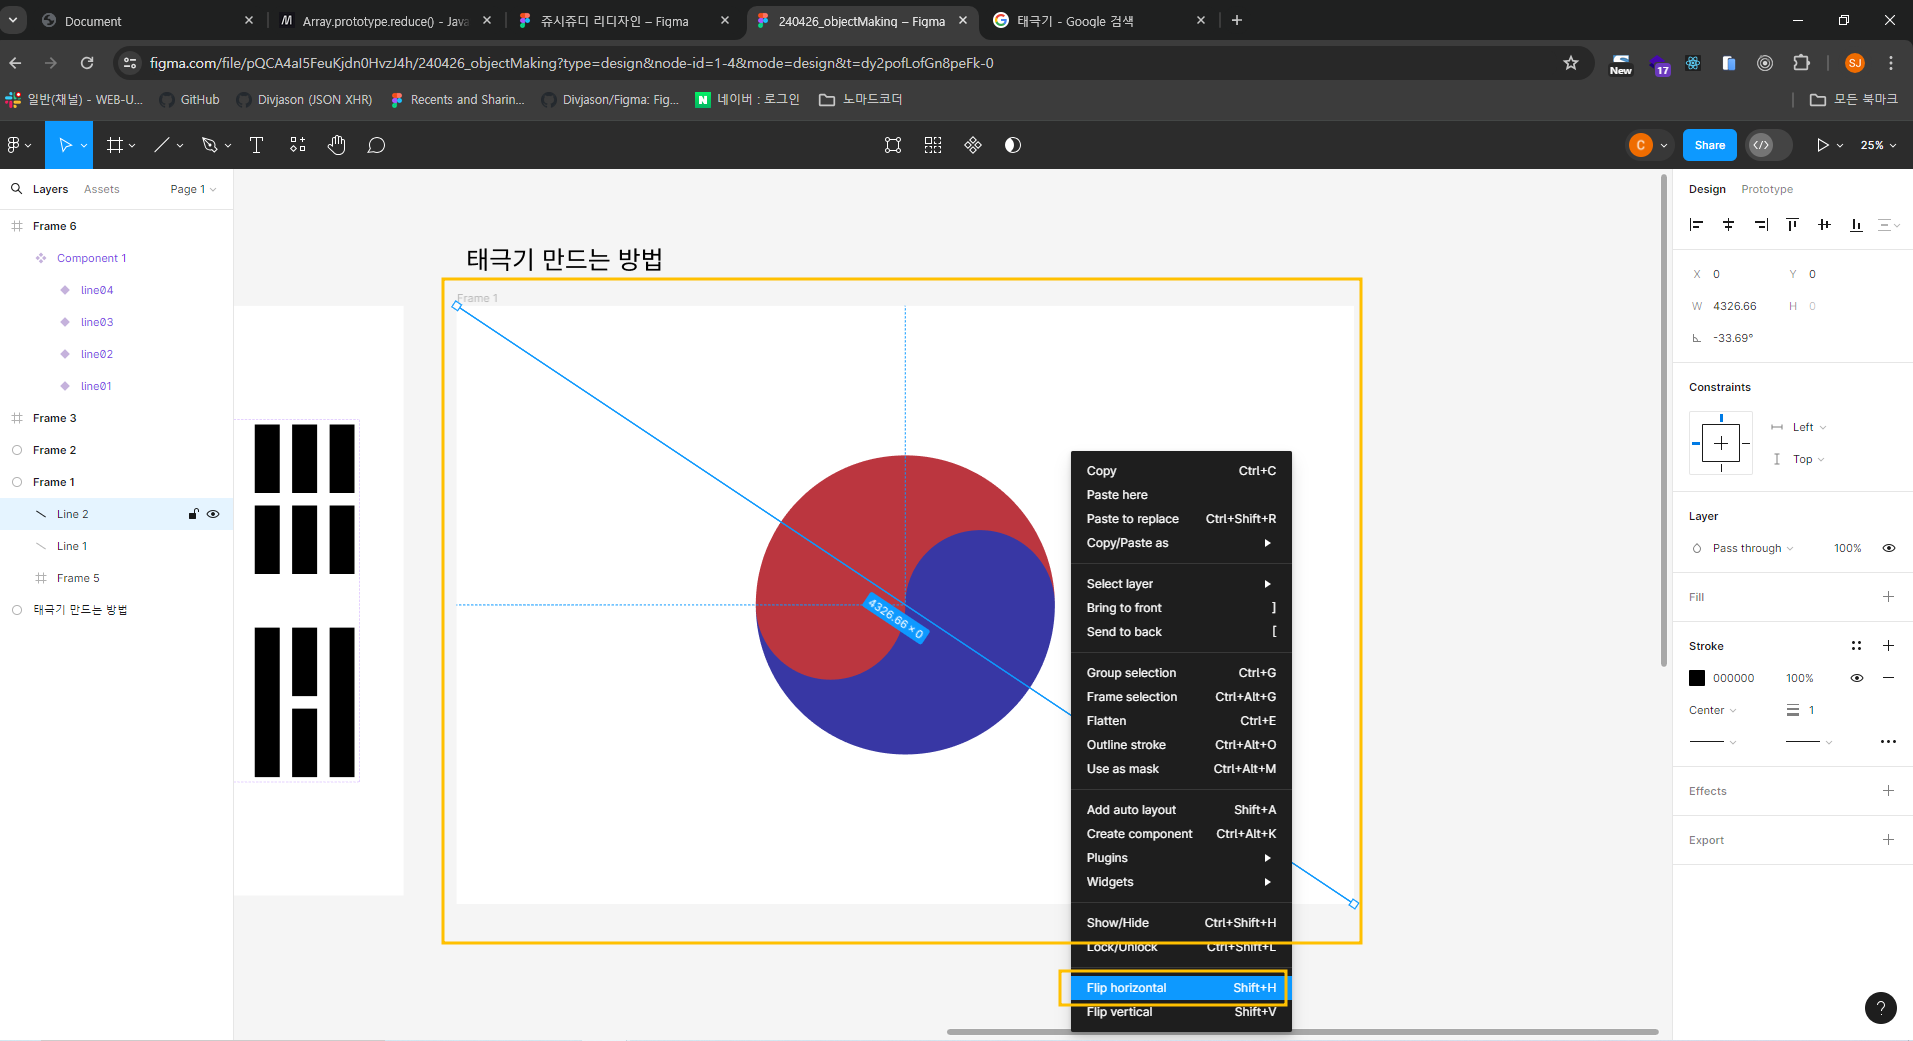 Document
Array.prototype.reduce() - Java
쥬시쥬디 리디자인 – Figma
240426_objectMaking – Figma
태극기 - Google 검색
figma.com/file/pQCA4aI5FeuKjdn0HvzJ4h/240426_objectMaking?type=design&node-id=1-4&mode=design&t=dy2pofLofGn8peFk-0
New
17
SJ
일반(채널) - WEB-U...
GitHub
Divjason (JSON XHR)
Recents and Sharin...
Divjason/Figma: Fig...
N 네이버 : 로그인
노마드코더
모든 북마크
C
Share
25%
Layers
Assets
Page 1
Frame 6
Component 1
line04
line03
line02
line01
Frame 3
Frame 2
Frame 1
Line 2
Line 1
Frame 5
태극기 만드는 방법
태극기 만드는 방법
Frame 1
4326.66 × 0
Copy Ctrl+C
Paste here
Paste to replace Ctrl+Shift+R
Copy/Paste as
Select layer
Bring to front ]
Send to back [
Group selection Ctrl+G
Frame selection Ctrl+Alt+G
Flatten Ctrl+E
Outline stroke Ctrl+Alt+O
Use as mask Ctrl+Alt+M
Add auto layout Shift+A
Create component Ctrl+Alt+K
Plugins
Widgets
Show/Hide Ctrl+Shift+H
Lock/Unlock Ctrl+Shift+L
Flip horizontal Shift+H
Flip vertical Shift+V
Design
Prototype
X 0 Y 0
W 4326.66 H 0
-33.69°
Constraints
Left
Top
Layer
Pass through 100%
Fill
Stroke
000000 100%
Center 1
Effects
Export
?